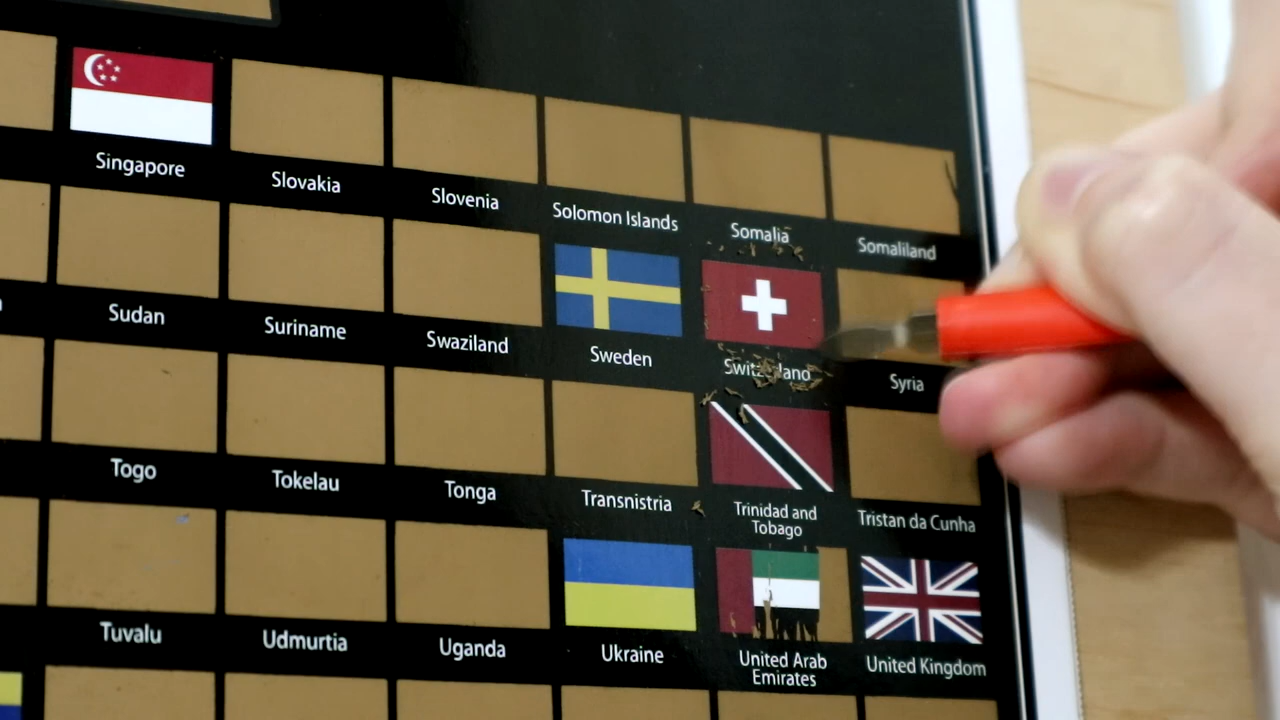 Singapore
Slovakia
Slovenia
Solomon Islands
Somalia
Somaliland
Sudan
Suriname
Swaziland
Sweden
Syria
Togo
Tokelau
Tonga
Transnistria
Trinidad and
Tobago
Tristan da Cunha
Tuvalu
Udmurtia
Uganda
Ukraine
United Arab
Emirates
United Kingdom